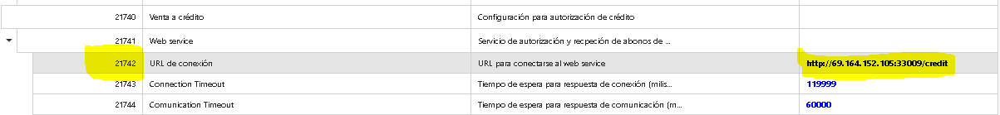 21740 Venta a crédito Configuración para autorización de crédito
21741 Web service Servicio de autorización y recpeción de abonos de ...
21742 URL de conexión URL para conectarse al web service http://69.164.152.105:33009/credit
21743 Connection Timeout Tiempo de espera para respuesta de conexión (milis... 119999
21744 Comunication Timeout Tiempo de espera para respuesta de comunicación (m... 60000